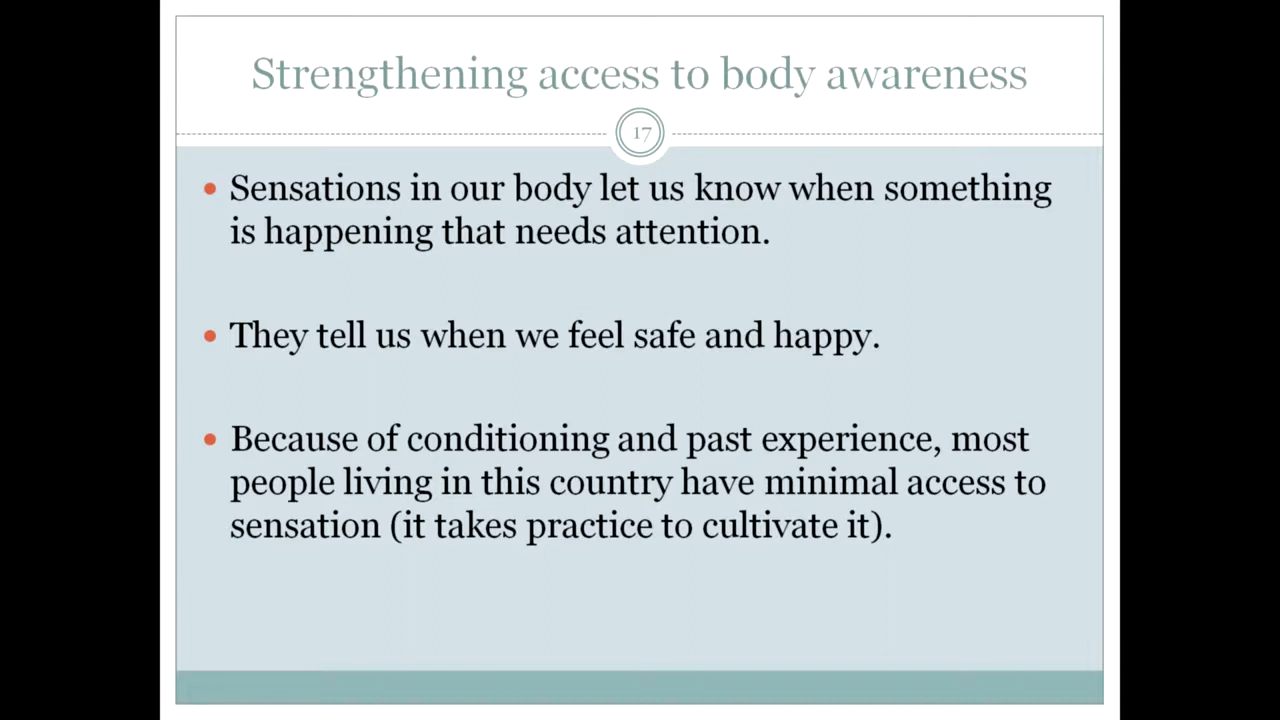 Strengthening access to body awareness
17
• Sensations in our body let us know when something
is happening that needs attention.
• They tell us when we feel safe and happy.
• Because of conditioning and past experience, most
people living in this country have minimal access to
sensation (it takes practice to cultivate it).